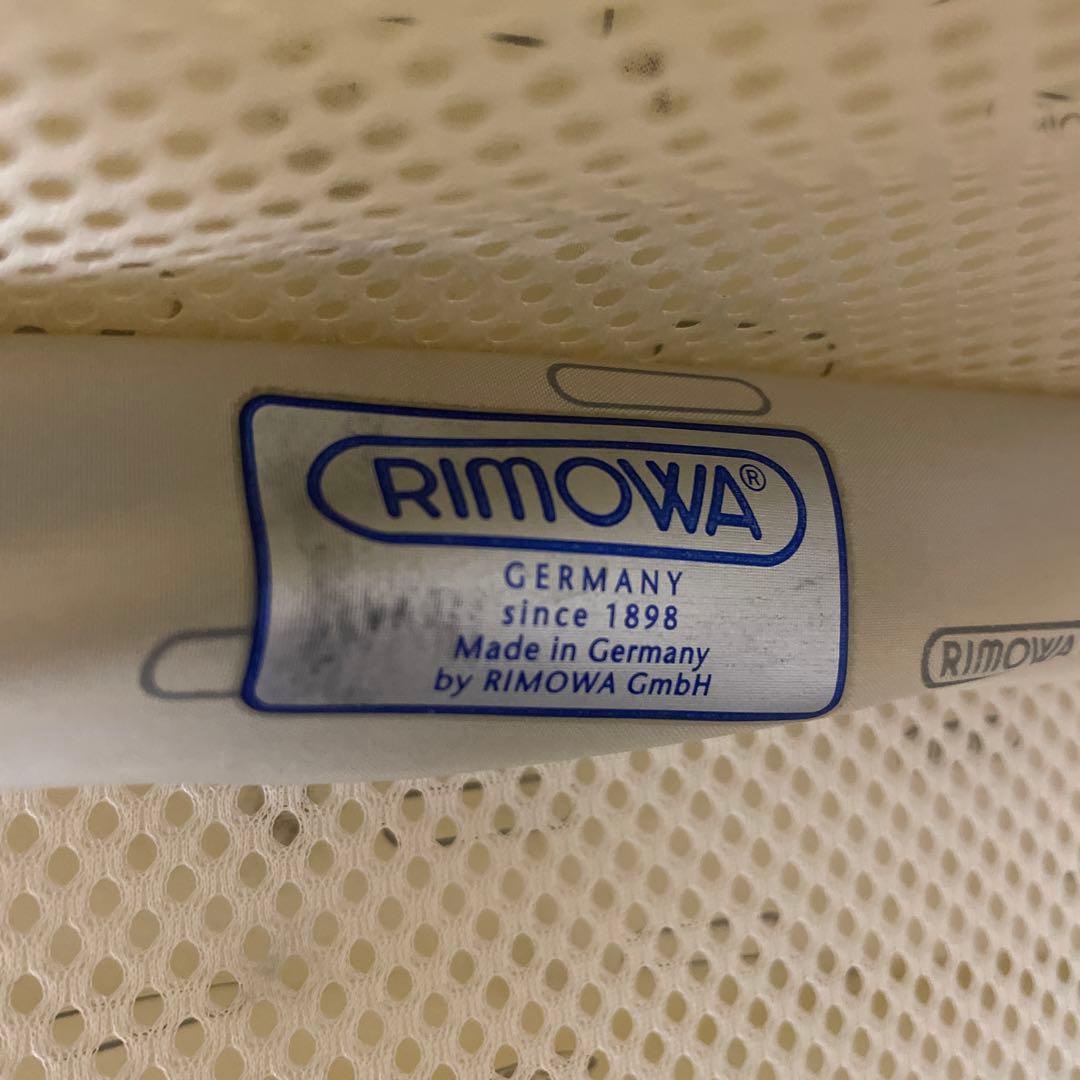 RIMOWA®
GERMANY
since 1898
Made in Germany
by RIMOWA GmbH
RIMOWA